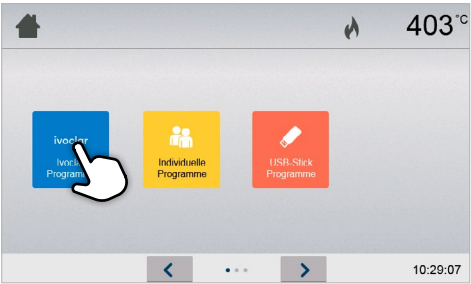 403°C
ivoclar
Individuelle
Programme
USB-Stick
Programme
10:29:07